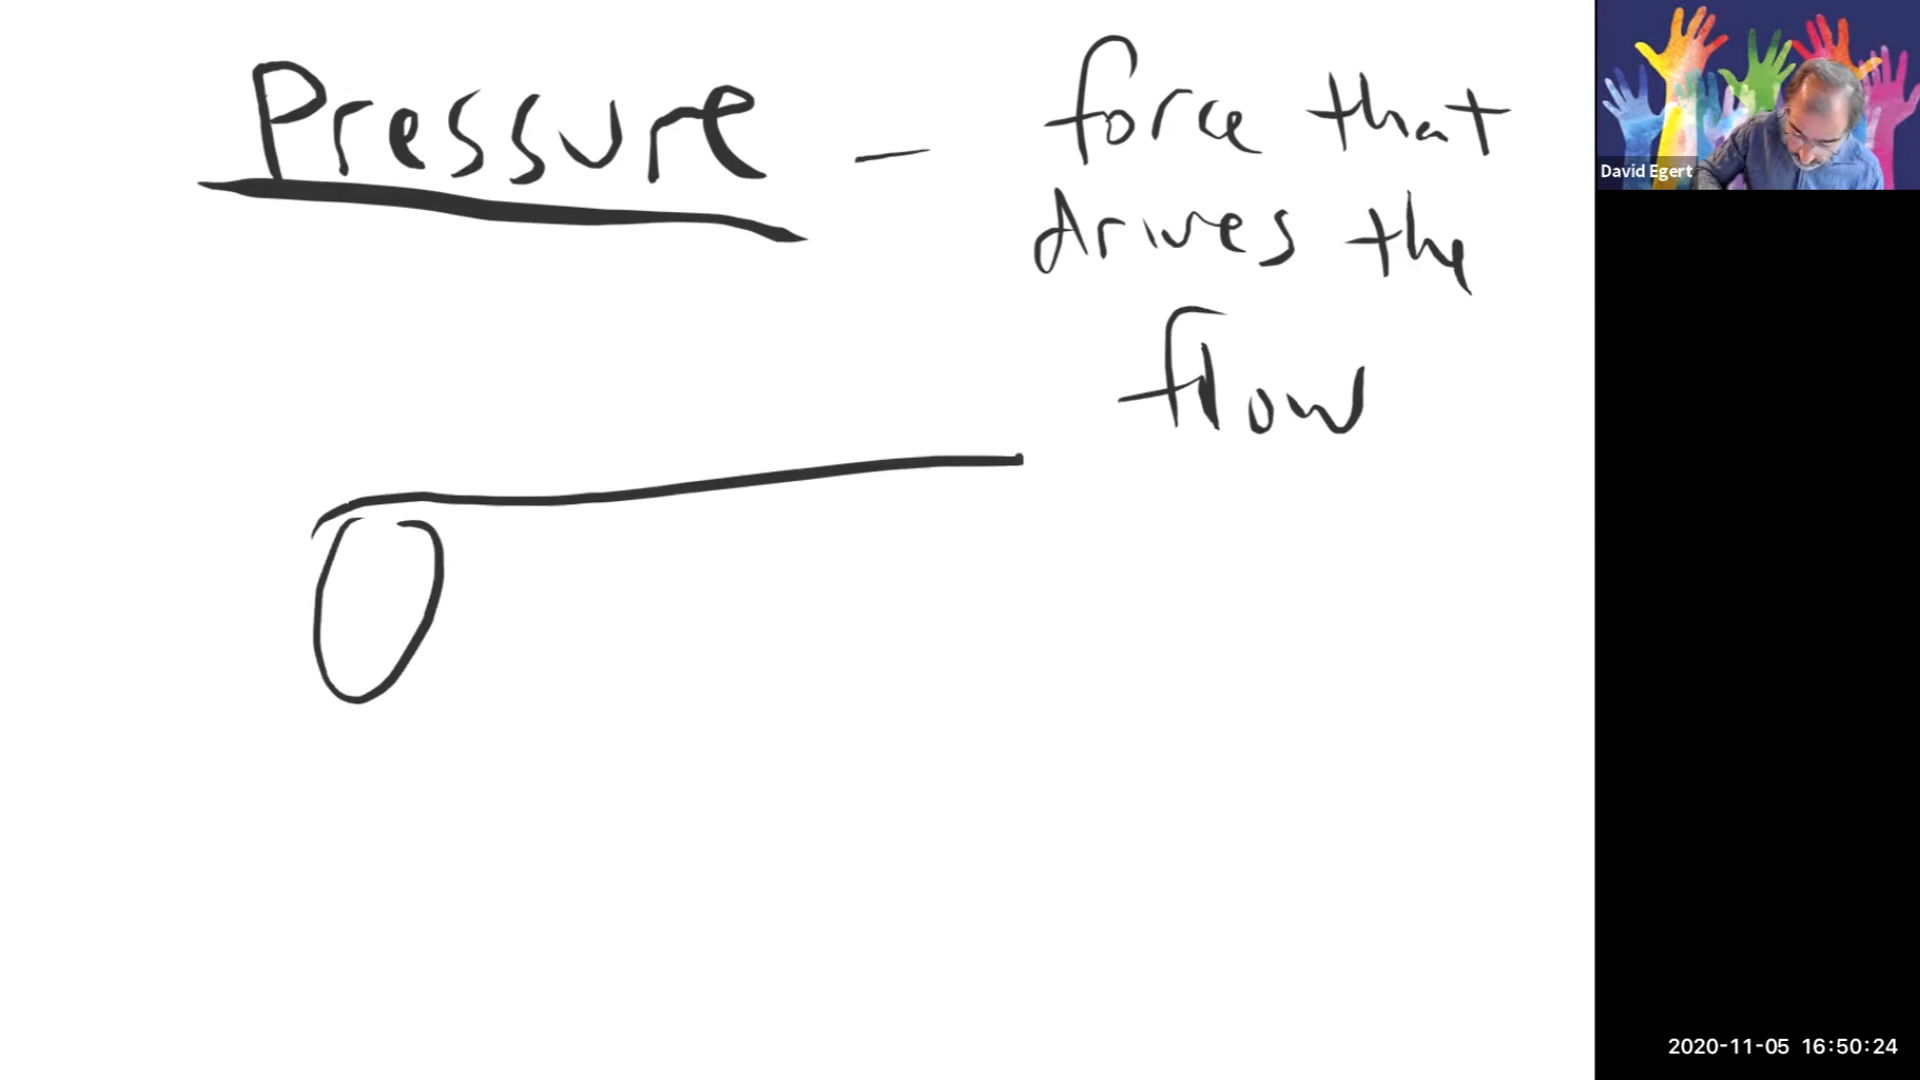 Pressure – force that
drives the
flow
David Egert
2020-11-05 16:50:24